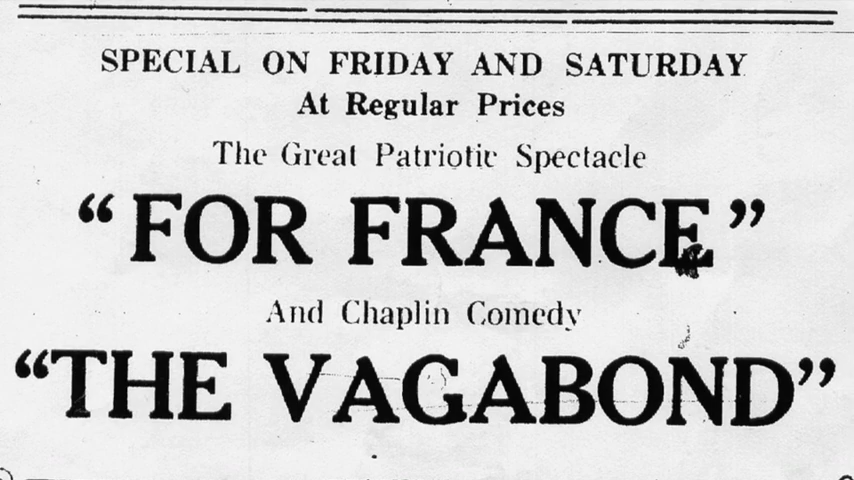 SPECIAL ON FRIDAY AND SATURDAY
At Regular Prices
The Great Patriotic Spectacle
“FOR FRANCE”
And Chaplin Comedy
“THE VAGABOND”